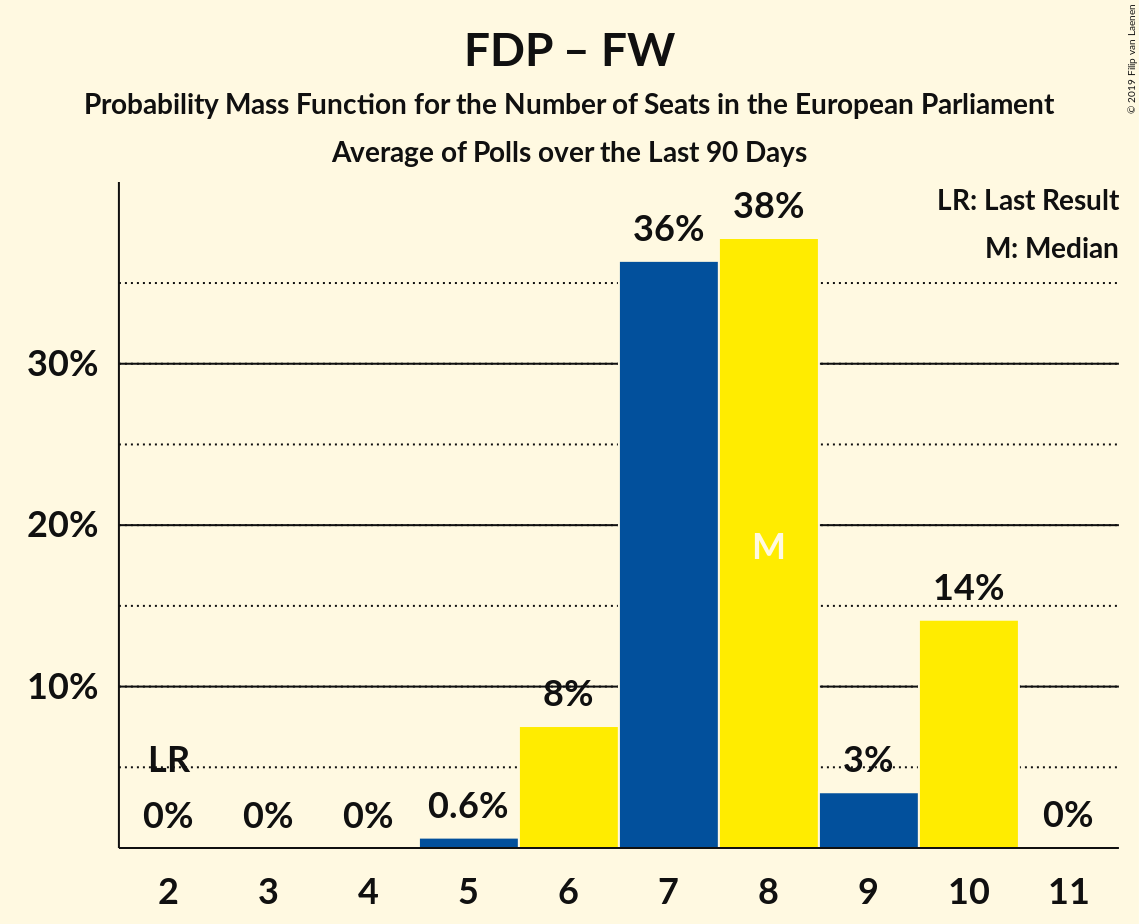 FDP – FW
Probability Mass Function for the Number of Seats in the European Parliament
Average of Polls over the Last 90 Days
© 2019 Filip van Laenen
LR: Last Result
M: Median
36%
38%
30%
20%
M
14%
10%
8%
LR
3%
0%
0%
0%
0.6%
0%
2
3
4
5
6
7
8
9
10
11